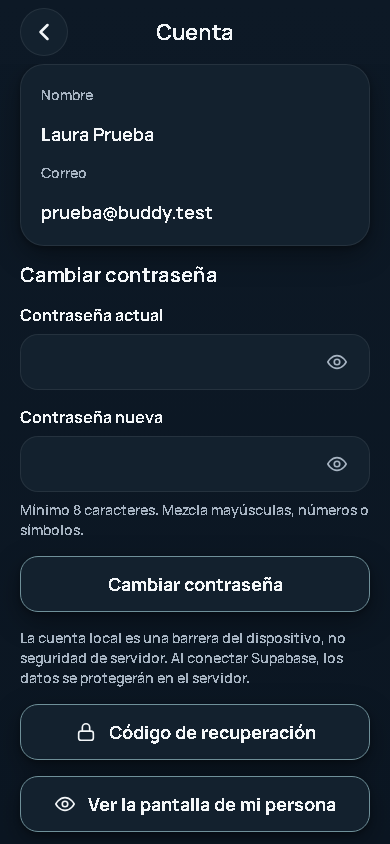 Cuenta
Nombre
Laura Prueba
Correo
prueba@buddy.test
Cambiar contraseña
Contraseña actual
Contraseña nueva
Mínimo 8 caracteres. Mezcla mayúsculas, números o
símbolos.
Cambiar contraseña
La cuenta local es una barrera del dispositivo, no
seguridad de servidor. Al conectar Supabase, los
datos se protegerán en el servidor.
Código de recuperación
Ver la pantalla de mi persona